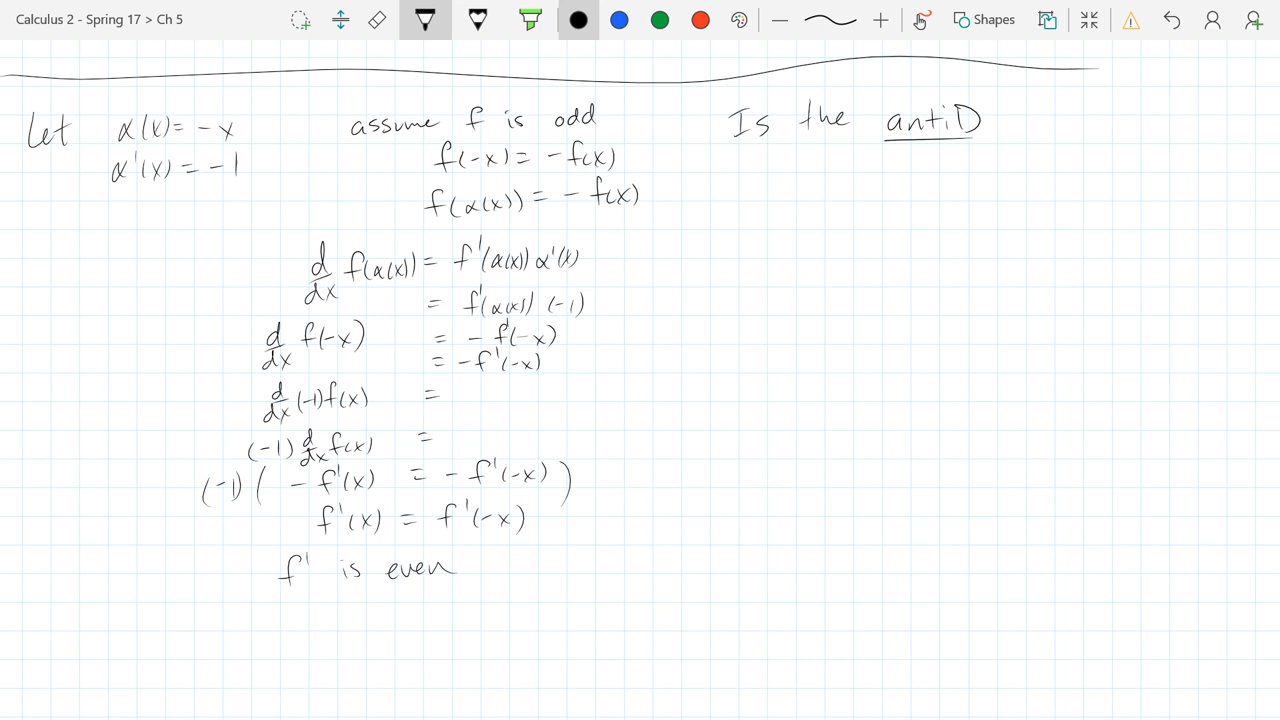 Calculus 2 - Spring 17 > Ch 5
Shapes
Let α(x) = -x
α'(x) = -1
assume f is odd
f(-x) = -f(x)
f(α(x)) = - f(x)
d/dx f(α(x)) = f'(α(x)) α'(x)
= f'(α(x)) (-1)
d/dx f(-x) = - f'(-x)
= -f'(-x)
d/dx (-1)f(x) =
(-1) d/dx f(x) =
(-1) ( - f'(x) = - f'(-x) )
f'(x) = f'(-x)
f' is even
Is the antiD